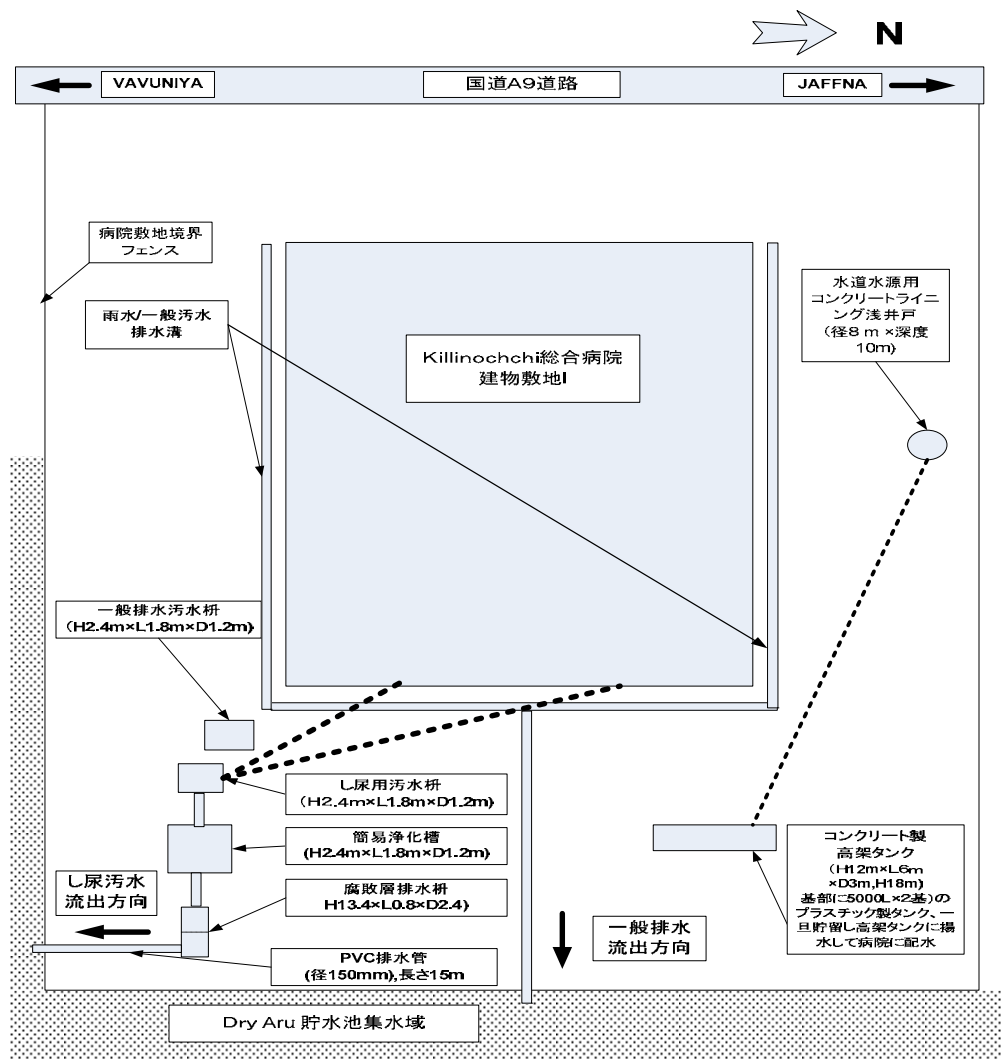 N
VAVUNIYA
国道A9道路
JAFFNA
病院敷地境界
フェンス
雨水/一般汚水
排水溝
Killinochchi総合病院
建物敷地l
水道水源用
コンクリートライニ
ング浅井戸
(径8 m ×深度
10m)
一般排水汚水枡
(H2.4m×L1.8m×D1.2m)
し尿用汚水枡
(H2.4m×L1.8m×D1.2m)
簡易浄化槽
(H2.4m×L1.8m×D1.2m)
腐敗層排水枡
H13.4×L0.8×D2.4)
PVC排水管
(径150mm),長さ15m
し尿汚水
流出方向
一般排水
流出方向
コンクリート製
高架タンク
(H12m×L6m
×D3m,H18m)
基部に5000L×2基)の
プラスチック製タンク、一
旦貯留し高架タンクに揚
水して病院に配水
Dry Aru 貯水池集水域